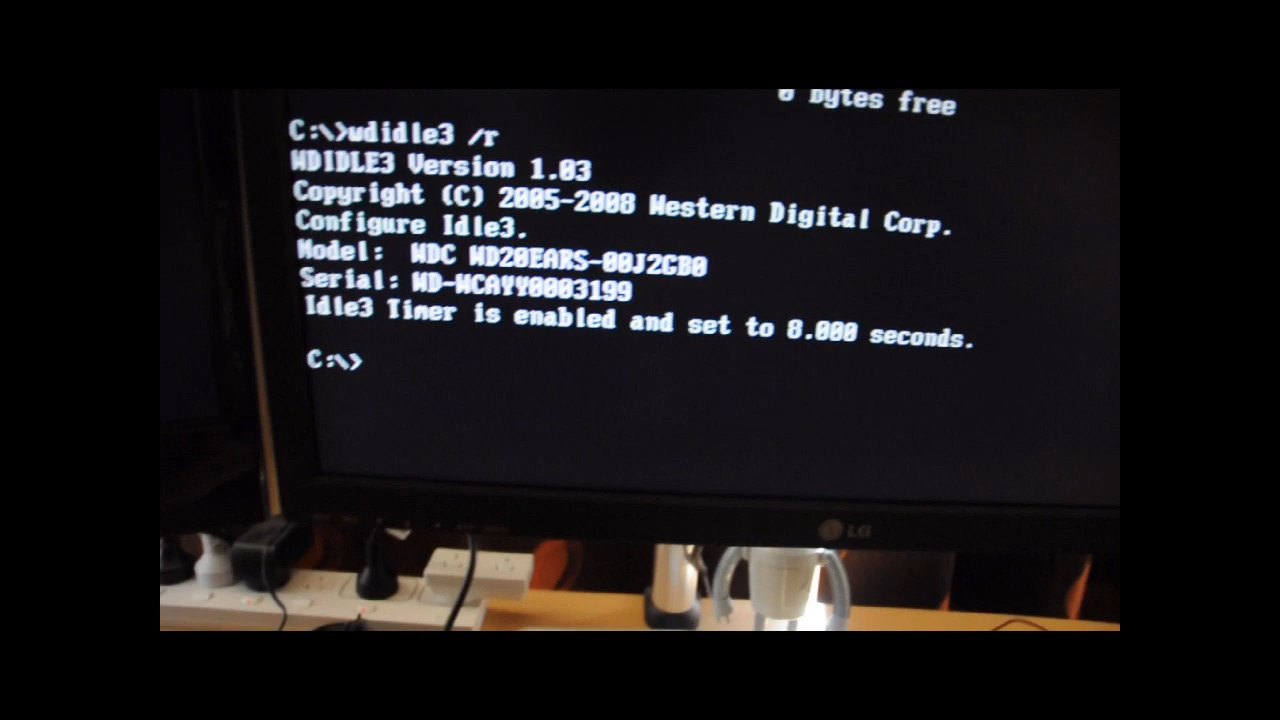 0 bytes free
C:\>wdidle3 /r
WDIDLE3 Version 1.03
Copyright (C) 2005-2008 Western Digital Corp.
Configure Idle3.
Model:  WDC WD20EARS-00J2GB0
Serial: WD-WCAYY0003199
Idle3 Timer is enabled and set to 8.000 seconds.
C:\>
LG